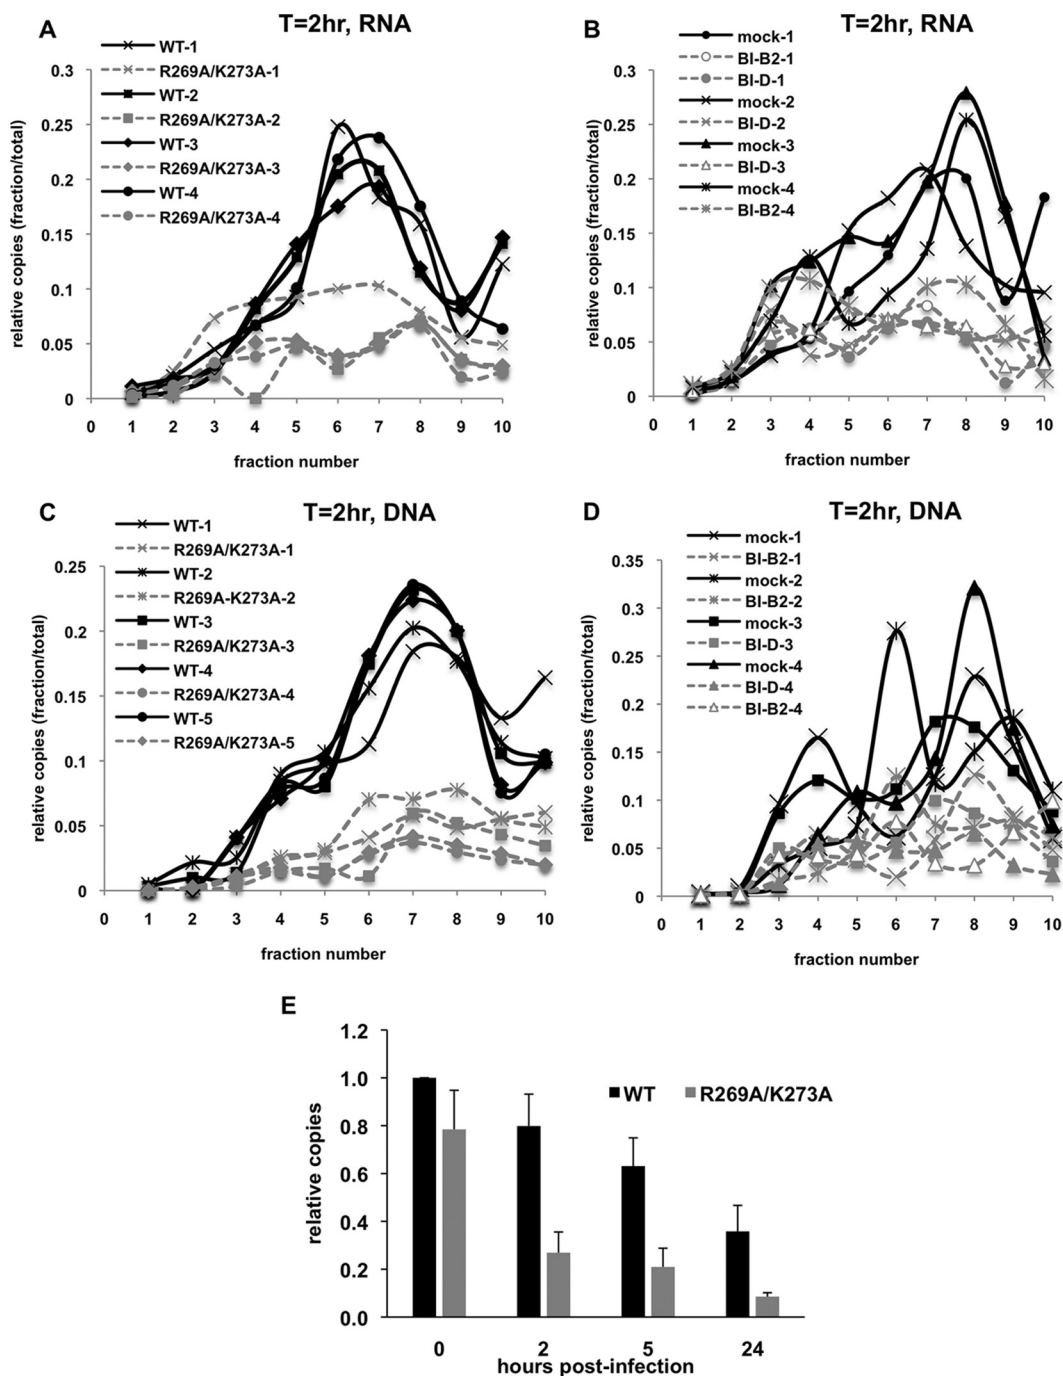 A
T=2hr, RNA
WT-1
R269A/K273A-1
WT-2
R269A/K273A-2
WT-3
R269A/K273A-3
WT-4
R269A/K273A-4
relative copies (fraction/total)
0.3
0.25
0.2
0.15
0.1
0.05
0
0 1 2 3 4 5 6 7 8 9 10
fraction number
B
T=2hr, RNA
mock-1
BI-B2-1
BI-D-1
mock-2
BI-D-2
mock-3
BI-D-3
mock-4
BI-B2-4
relative copies (fraction/total)
0.3
0.25
0.2
0.15
0.1
0.05
0
0 1 2 3 4 5 6 7 8 9 10
fraction number
C
T=2hr, DNA
WT-1
R269A/K273A-1
WT-2
R269A-K273A-2
WT-3
R269A/K273A-3
WT-4
R269A/K273A-4
WT-5
R269A/K273A-5
relative copies (fraction/total)
0.25
0.2
0.15
0.1
0.05
0
0 1 2 3 4 5 6 7 8 9 10
fraction number
D
T=2hr, DNA
mock-1
BI-B2-1
mock-2
BI-B2-2
mock-3
BI-D-3
mock-4
BI-D-4
BI-B2-4
relative copies (fraction/total)
0.35
0.3
0.25
0.2
0.15
0.1
0.05
0
0 1 2 3 4 5 6 7 8 9 10
fraction number
E
WT R269A/K273A
relative copies
1.2
1.0
0.8
0.6
0.4
0.2
0.0
0 2 5 24
hours post-infection